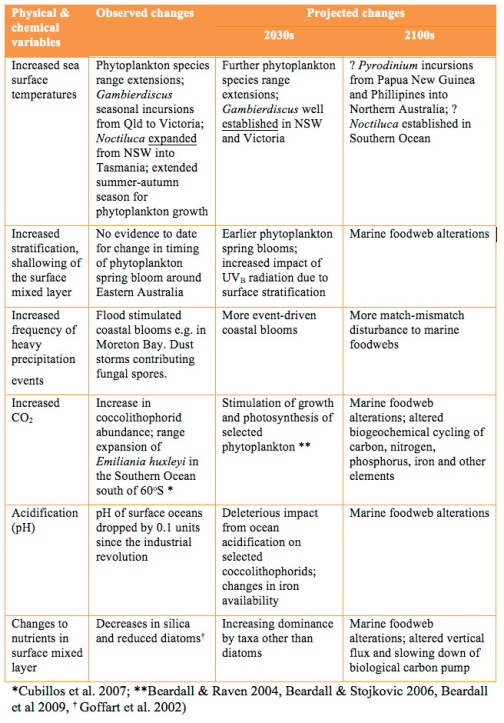 Physical &
chemical
variables
Observed changes
Projected changes
2030s
2100s
Increased sea
surface
temperatures
Phytoplankton species
range extensions;
Gambierdiscus
seasonal incursions
from Qld to Victoria;
Noctiluca expanded
from NSW into
Tasmania; extended
summer-autumn
season for
phytoplankton growth
Further phytoplankton
species range
extensions;
Gambierdiscus well
established in NSW
and Victoria
? Pyrodinium incursions
from Papua New Guinea
and Phillipines into
Northern Australia; ?
Noctiluca established in
Southern Ocean
Increased
stratification,
shallowing of
the surface
mixed layer
No evidence to date
for change in timing
of phytoplankton
spring bloom around
Eastern Australia
Earlier phytoplankton
spring blooms;
increased impact of
UVB radiation due to
surface stratification
Marine foodweb alterations
Increased
frequency of
heavy
precipitation
events
Flood stimulated
coastal blooms e.g. in
Moreton Bay. Dust
storms contributing
fungal spores.
More event-driven
coastal blooms
More match-mismatch
disturbance to marine
foodwebs
Increased
CO2
Increase in
coccolithophorid
abundance; range
expansion of
Emiliania huxleyi in
the Southern Ocean
south of 60°S *
Stimulation of growth
and photosynthesis of
selected
phytoplankton **
Marine foodweb
alterations; altered
biogeochemical cycling of
carbon, nitrogen,
phosphorus, iron and other
elements
Acidification
(pH)
pH of surface oceans
dropped by 0.1 units
since the industrial
revolution
Deleterious impact
from ocean
acidification on
selected
coccolithophorids;
changes in iron
availability
Marine foodweb alterations
Changes to
nutrients in
surface mixed
layer
Decreases in silica
and reduced diatoms†
Increasing dominance
by taxa other than
diatoms
Marine foodweb
alterations; altered vertical
flux and slowing down of
biological carbon pump
*Cubillos et al. 2007; **Beardall & Raven 2004, Beardall & Stojkovic 2006, Beardall
et al 2009, † Goffart et al. 2002)